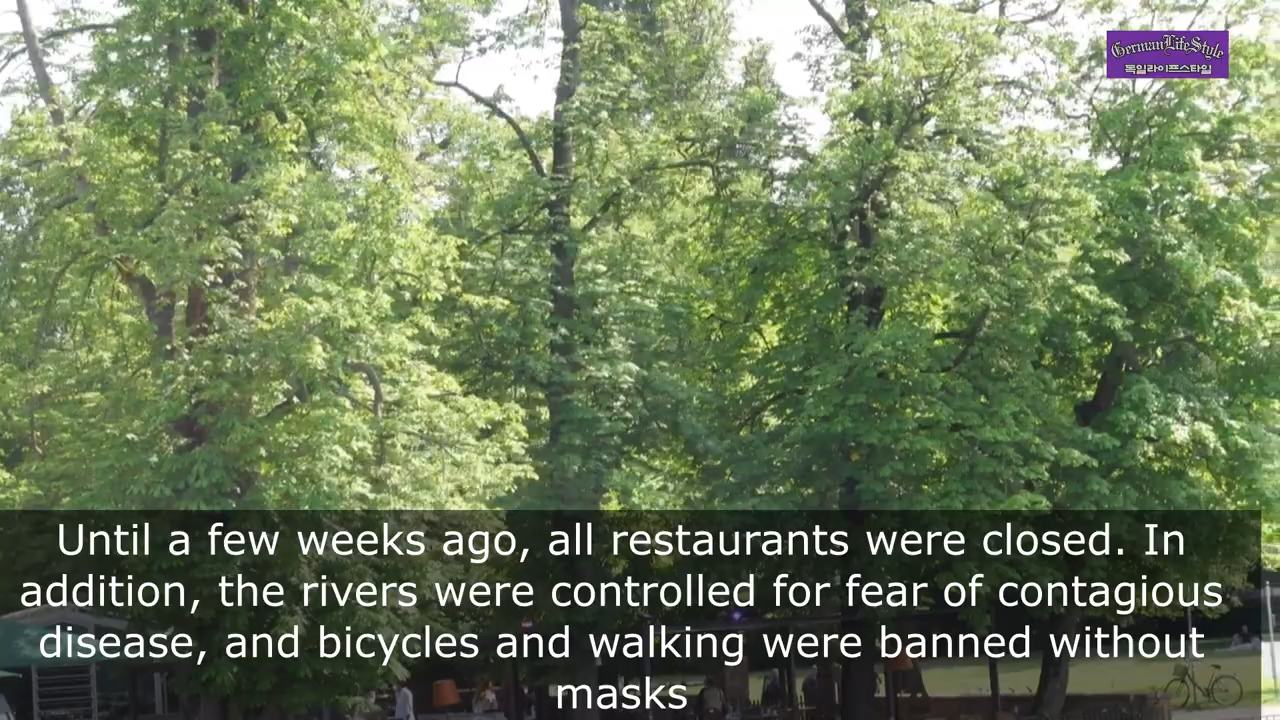 GermanLifeStyle
독일라이프스타일
Until a few weeks ago, all restaurants were closed. In
addition, the rivers were controlled for fear of contagious
disease, and bicycles and walking were banned without
masks